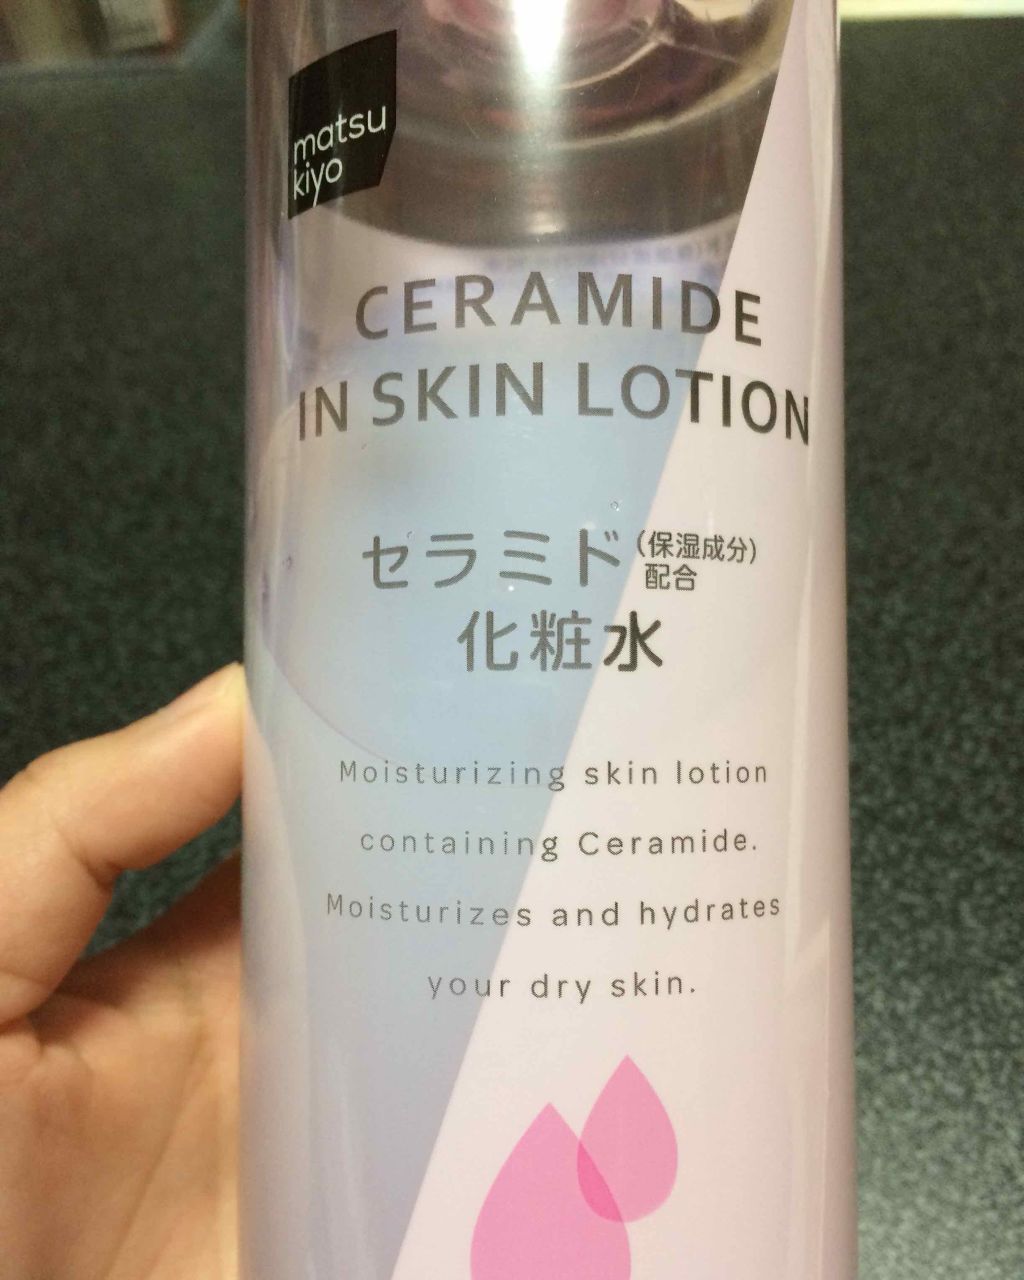 matsu
kiyo
CERAMIDE
IN SKIN LOTION
セラミド(保湿成分)
配合
化粧水
Moisturizing skin lotion
containing Ceramide.
Moisturizes and hydrates
your dry skin.